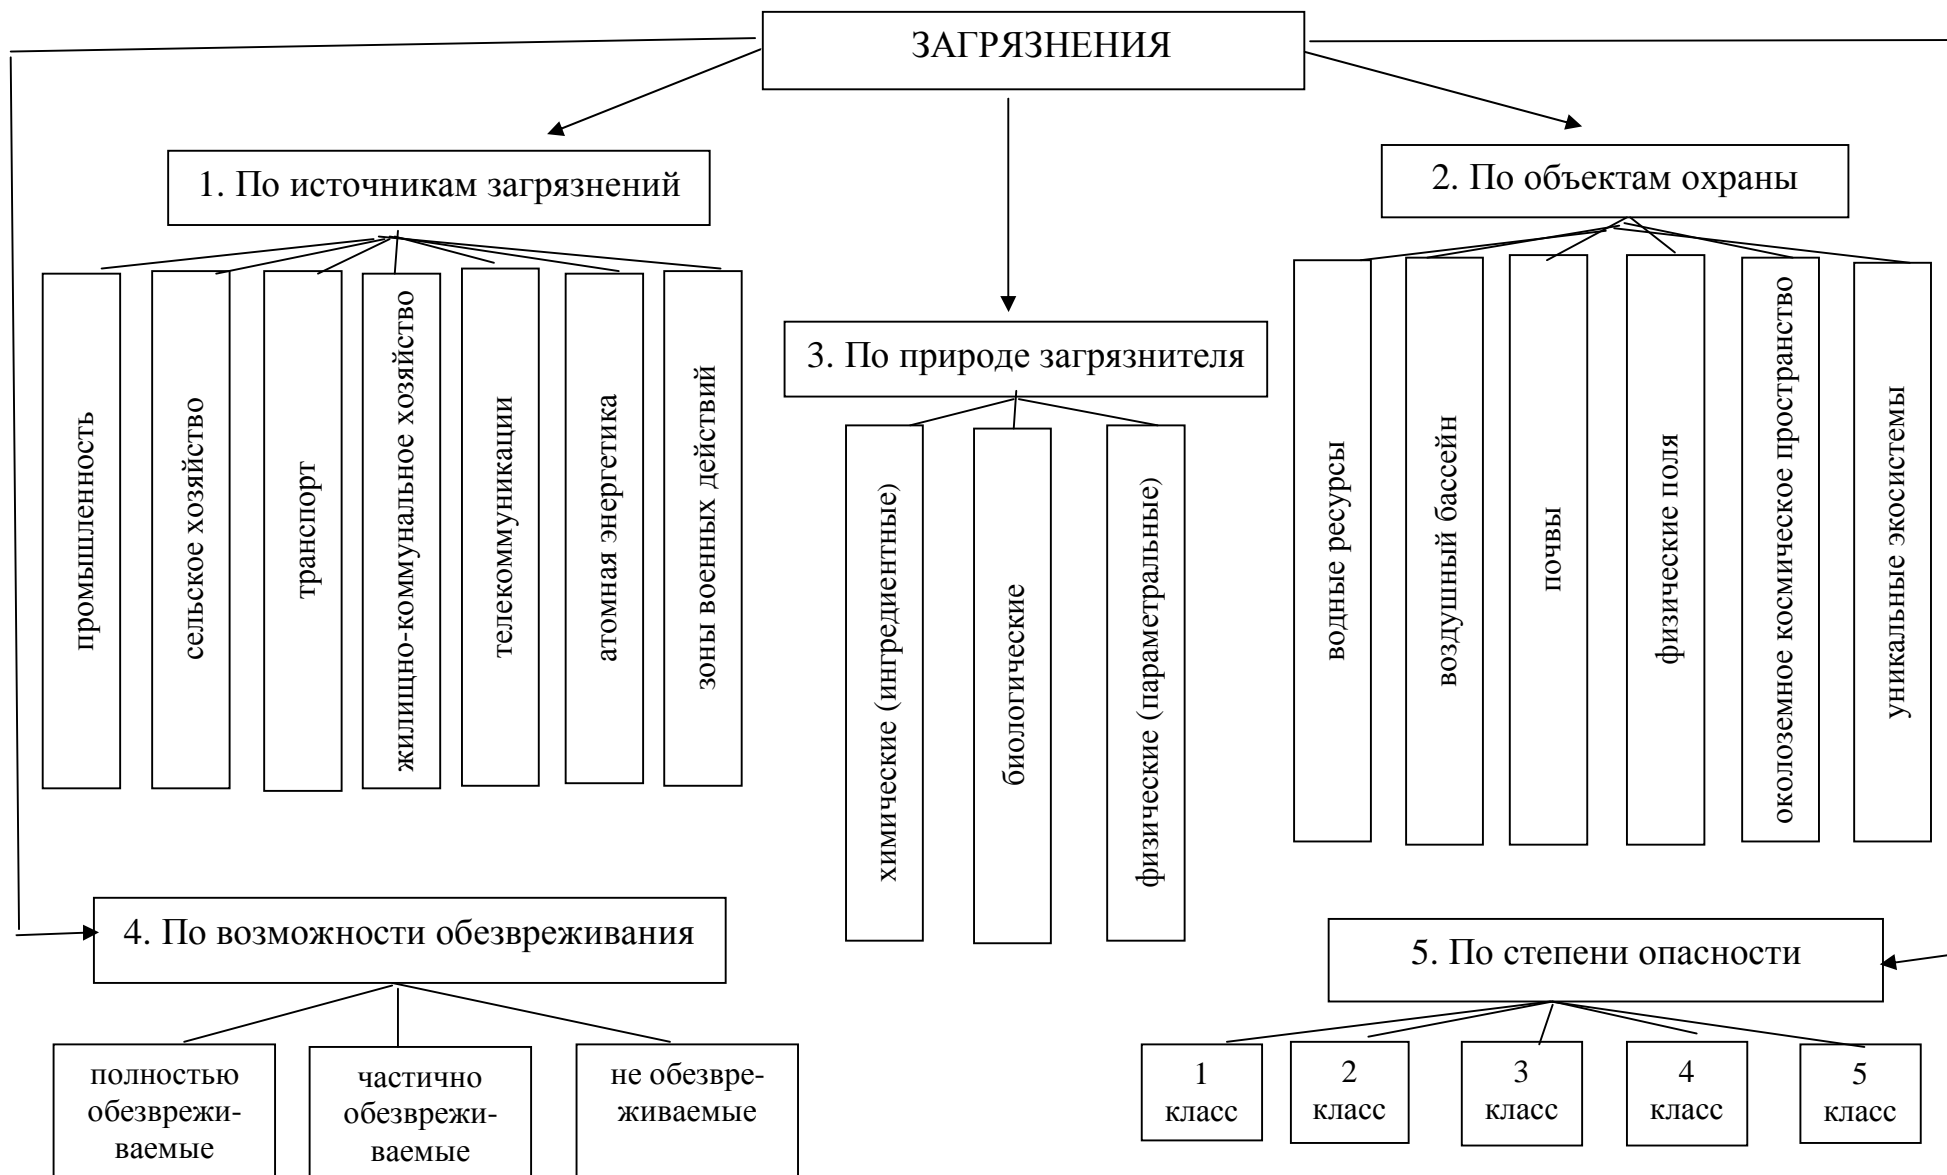 ЗАГРЯЗНЕНИЯ
1. По источникам загрязнений
промышленность
сельское хозяйство
транспорт
жилищно-коммунальное хозяйство
телекоммуникации
атомная энергетика
зоны военных действий
2. По объектам охраны
водные ресурсы
воздушный бассейн
почвы
физические поля
околоземное космическое пространство
уникальные экосистемы
3. По природе загрязнителя
химические (ингредиентные)
биологические
физические (параметральные)
4. По возможности обезвреживания
полностью
обезврежи-
ваемые
частично
обезврежи-
ваемые
не обезвре-
живаемые
5. По степени опасности
1
класс
2
класс
3
класс
4
класс
5
класс